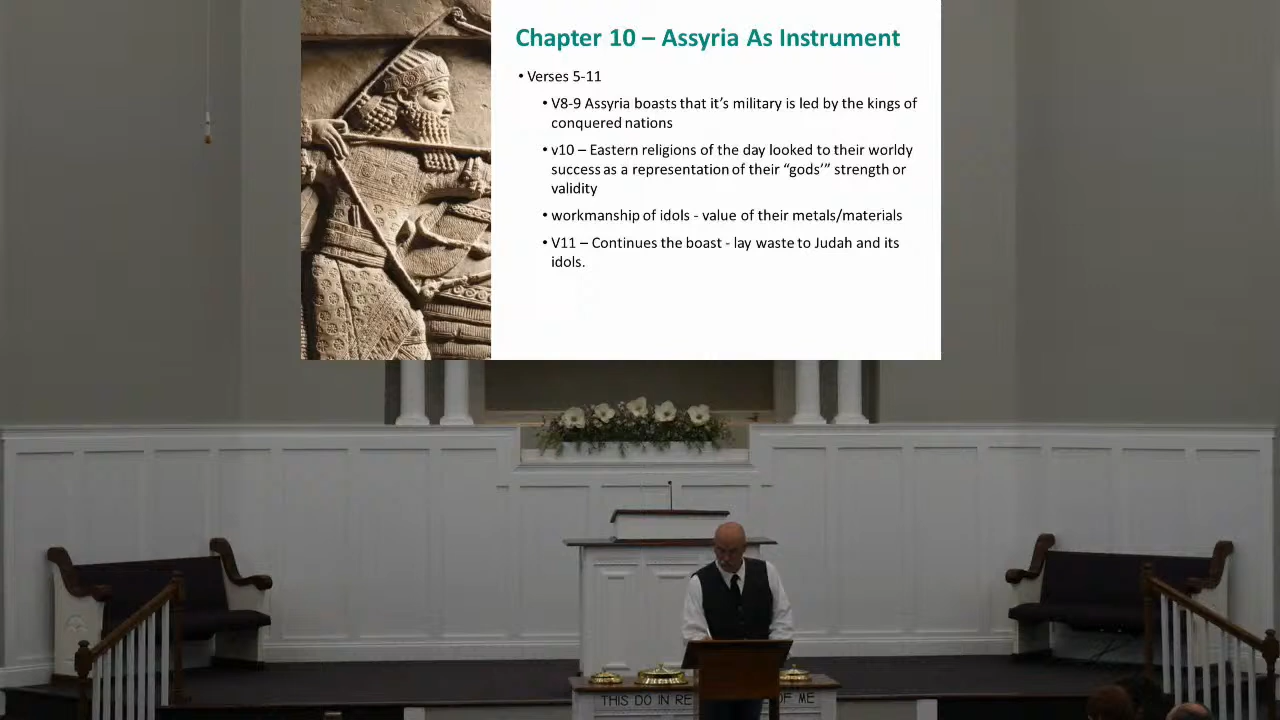 Chapter 10 – Assyria As Instrument
• Verses 5-11
• V8-9 Assyria boasts that it’s military is led by the kings of
conquered nations
• v10 – Eastern religions of the day looked to their worldy
success as a representation of their “gods’” strength or
validity
• workmanship of idols - value of their metals/materials
• V11 – Continues the boast - lay waste to Judah and its
idols.
THIS DO IN RE OF ME